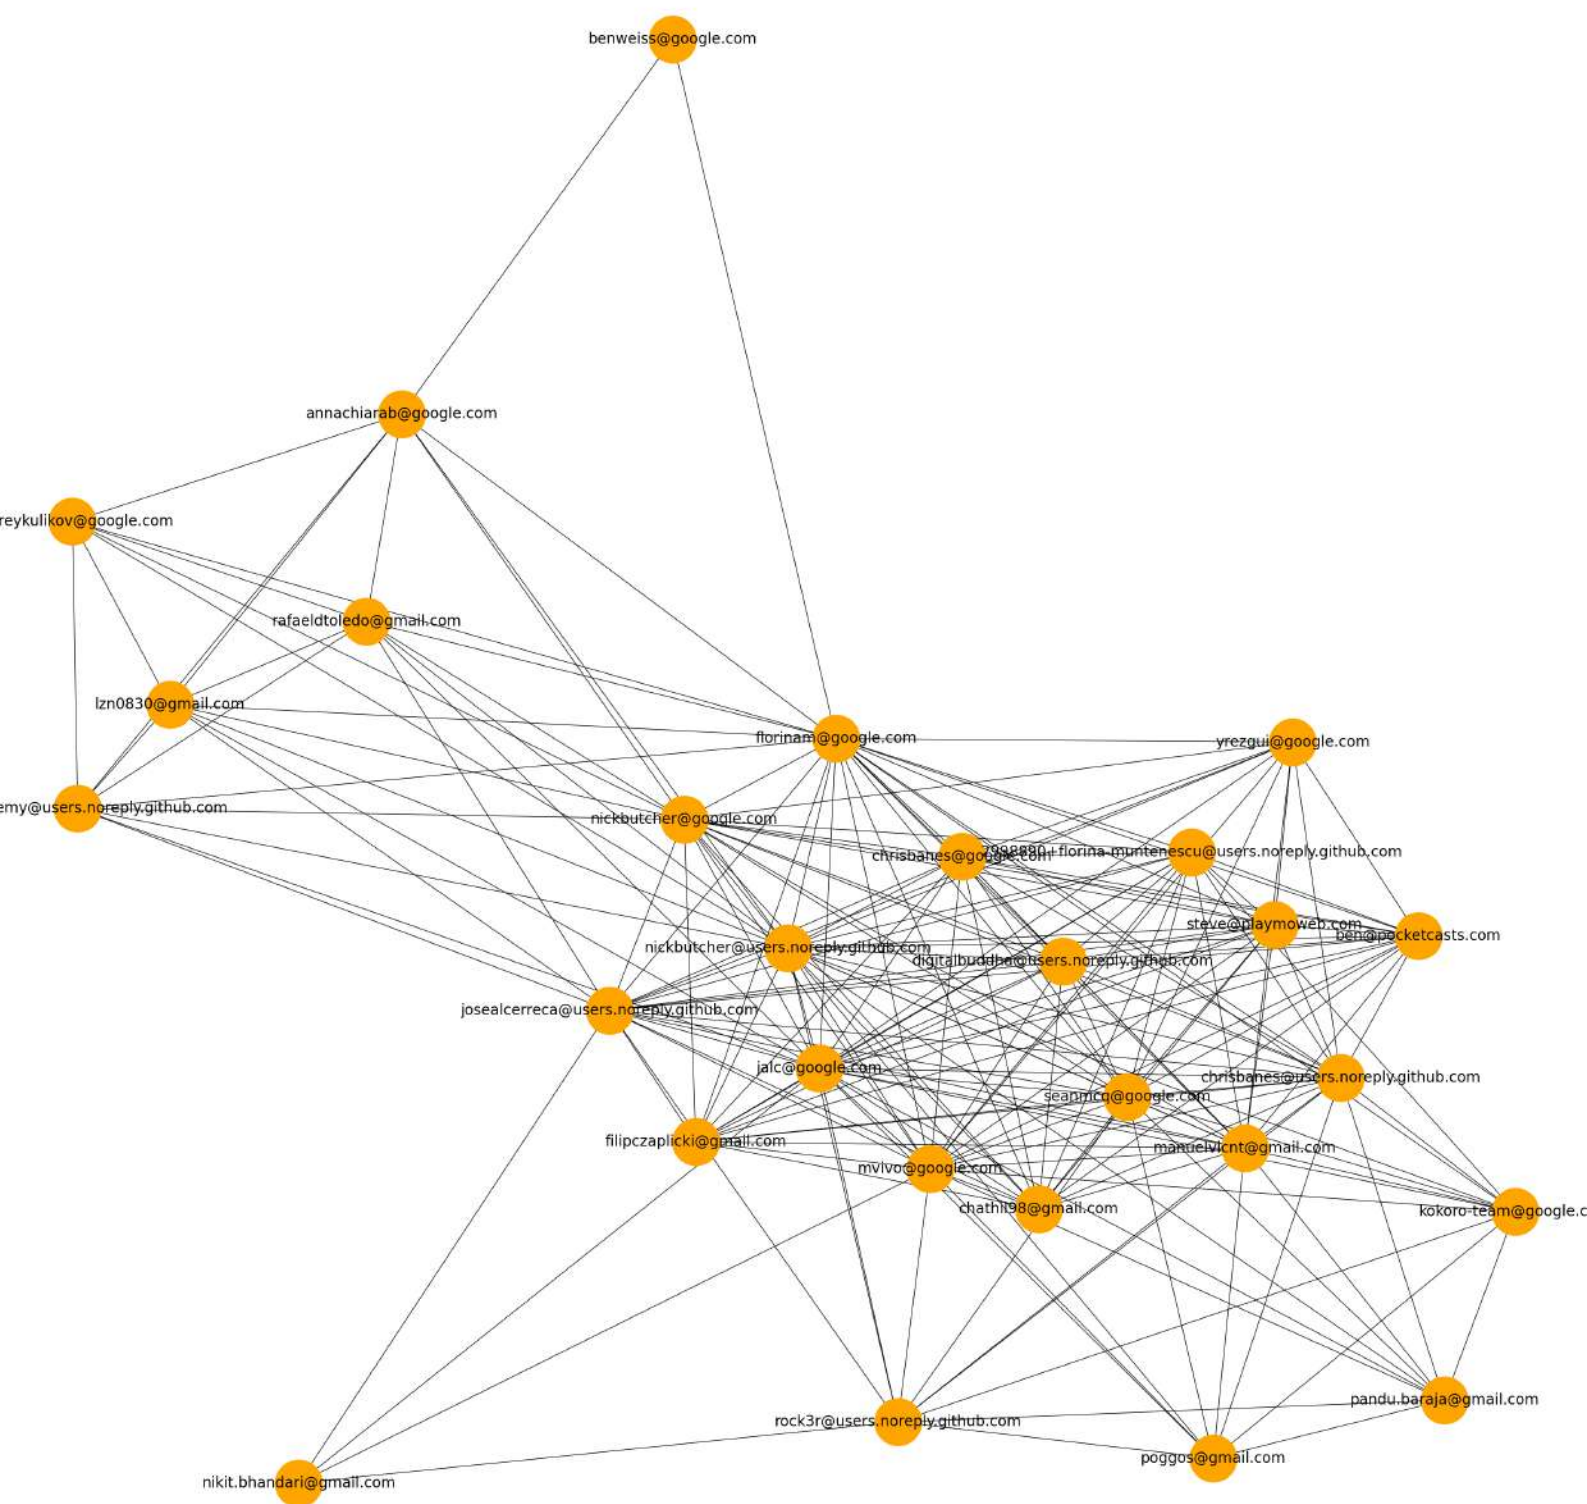 benweiss@google.com
annachiarab@google.com
reykulikov@google.com
rafaeldtoledo@gmail.com
lzn0830@gmail.com
florinam@google.com
yrezgui@google.com
emy@users.noreply.github.com
nickbutcher@google.com
chrisbanes@google.com
7998890+florina-muntenescu@users.noreply.github.com
steve@playmoweb.com
ben@pocketcasts.com
nickbutcher@users.noreply.github.com
digitalbuddha@users.noreply.github.com
josealcerreca@users.noreply.github.com
jalc@google.com
chrisbanes@users.noreply.github.com
seanmcq@google.com
filipczaplicki@gmail.com
manuelvicnt@gmail.com
mvivo@google.com
chathil98@gmail.com
kokoro-team@google.c
pandu.baraja@gmail.com
rock3r@users.noreply.github.com
poggos@gmail.com
nikit.bhandari@gmail.com